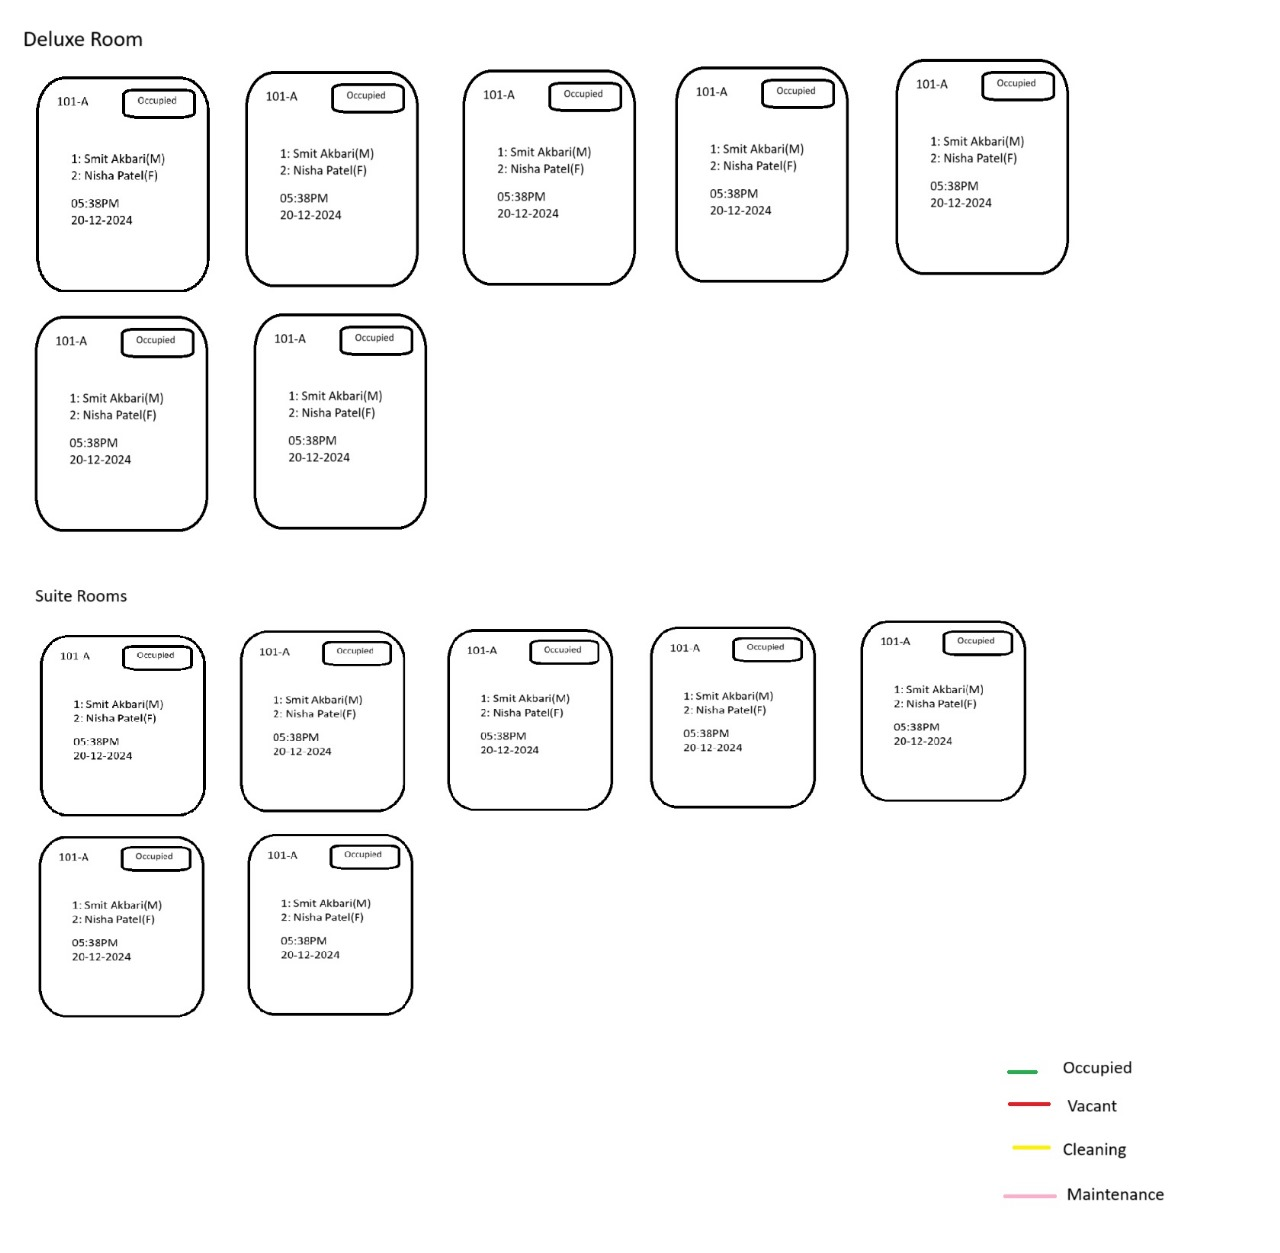 Deluxe Room
101-A Occupied
1: Smit Akbari(M)
2: Nisha Patel(F)
05:38PM
20-12-2024
101-A Occupied
1: Smit Akbari(M)
2: Nisha Patel(F)
05:38PM
20-12-2024
101-A Occupied
1: Smit Akbari(M)
2: Nisha Patel(F)
05:38PM
20-12-2024
101-A Occupied
1: Smit Akbari(M)
2: Nisha Patel(F)
05:38PM
20-12-2024
101-A Occupied
1: Smit Akbari(M)
2: Nisha Patel(F)
05:38PM
20-12-2024
101-A Occupied
1: Smit Akbari(M)
2: Nisha Patel(F)
05:38PM
20-12-2024
101-A Occupied
1: Smit Akbari(M)
2: Nisha Patel(F)
05:38PM
20-12-2024
Suite Rooms
101-A Occupied
1: Smit Akbari(M)
2: Nisha Patel(F)
05:38PM
20-12-2024
101-A Occupied
1: Smit Akbari(M)
2: Nisha Patel(F)
05:38PM
20-12-2024
101-A Occupied
1: Smit Akbari(M)
2: Nisha Patel(F)
05:38PM
20-12-2024
101-A Occupied
1: Smit Akbari(M)
2: Nisha Patel(F)
05:38PM
20-12-2024
101-A Occupied
1: Smit Akbari(M)
2: Nisha Patel(F)
05:38PM
20-12-2024
101-A Occupied
1: Smit Akbari(M)
2: Nisha Patel(F)
05:38PM
20-12-2024
101-A Occupied
1: Smit Akbari(M)
2: Nisha Patel(F)
05:38PM
20-12-2024
Occupied
Vacant
Cleaning
Maintenance